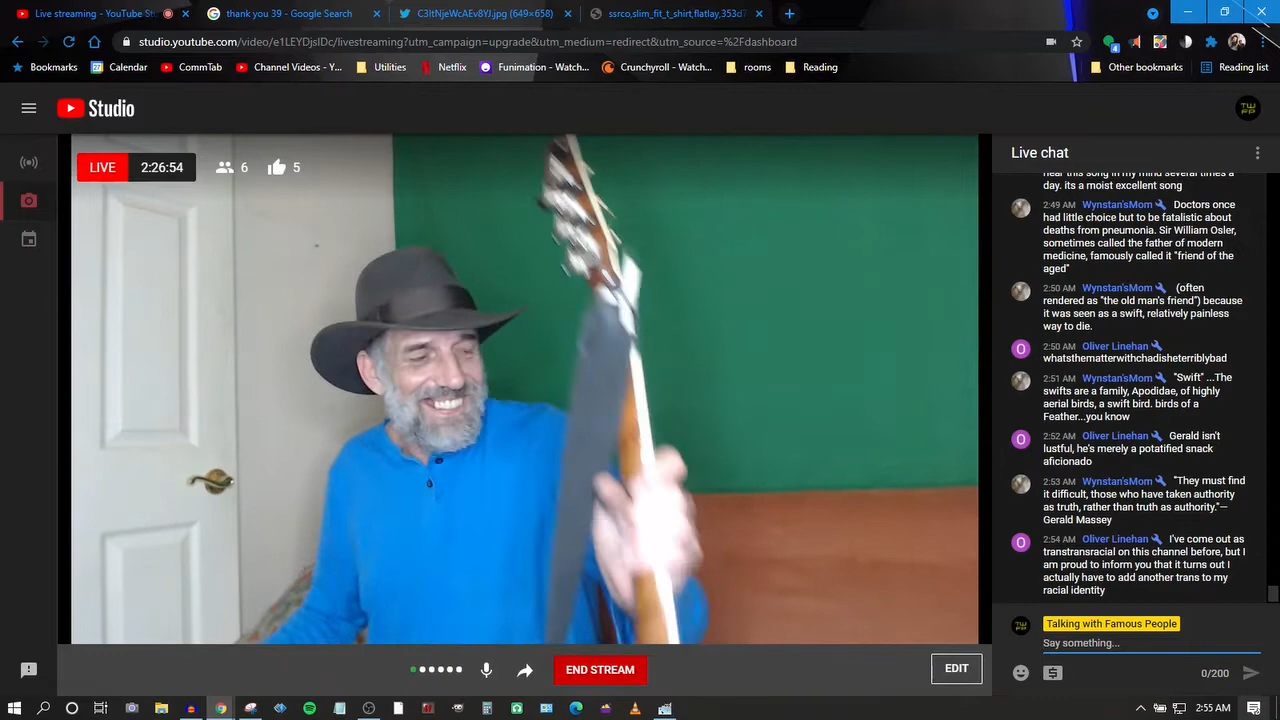 Live streaming - YouTube St
thank you 39 - Google Search
C3ItNjeWcAEv8YJ.jpg (649×658)
ssrco,slim_fit_t_shirt,flatlay,353d7
studio.youtube.com/video/e1LEYDjsIDc/livestreaming?utm_campaign=upgrade&utm_medium=redirect&utm_source=%2Fdashboard
Bookmarks
Calendar
CommTab
Channel Videos - Y...
Utilities
Netflix
Funimation - Watch...
Crunchyroll - Watch...
rooms
Reading
Other bookmarks
Reading list
Studio
TW
FP
LIVE 2:26:54 6 5
Live chat
hear this song in my mind several times a
day. its a moist excellent song
2:49 AM Wynstan'sMom Doctors once
had little choice but to be fatalistic about
deaths from pneumonia. Sir William Osler,
sometimes called the father of modern
medicine, famously called it "friend of the
aged"
2:50 AM Wynstan'sMom (often
rendered as "the old man's friend") because
it was seen as a swift, relatively painless
way to die.
O 2:50 AM Oliver Linehan
whatsthematterwithchadisheterriblybad
2:51 AM Wynstan'sMom "Swift" ...The
swifts are a family, Apodidae, of highly
aerial birds, a swift bird. birds of a
Feather...you know
O 2:52 AM Oliver Linehan Gerald isn't
lustful, he's merely a potatified snack
aficionado
2:53 AM Wynstan'sMom "They must find
it difficult, those who have taken authority
as truth, rather than truth as authority."—
Gerald Massey
O 2:54 AM Oliver Linehan I've come out as
transtransracial on this channel before, but I
am proud to inform you that it turns out I
actually have to add another trans to my
racial identity
Talking with Famous People
Say something...
0/200
END STREAM
EDIT
2:55 AM